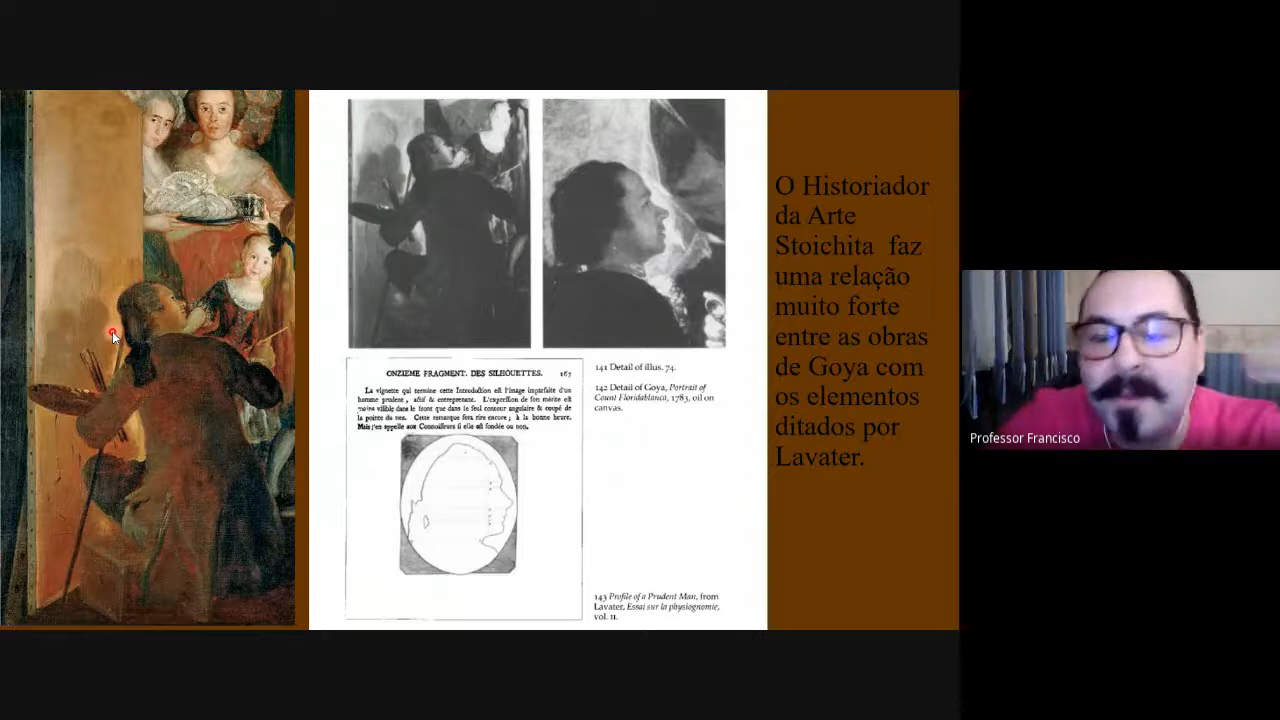 ONZIEME FRAGMENT. DES SILHOUETTES. 167
La vignette qui termine cette Introduction est l'image imparfaite d'un
homme prudent, actif & entreprenant. L'expression de son mérite est
moins visible dans le front que dans le seul contour angulaire & coupé de
la pointe du nez. Cette remarque fera rire encore; à la bonne heure.
Mais j'en appelle aux Connoisseurs si elle est fondée ou non.
141 Detail of illus. 74.
142 Detail of Goya, Portrait of
Count Floridablanca, 1783, oil on
canvas.
143 Profile of a Prudent Man, from
Lavater, Essai sur la physiognomie,
vol. II.
O Historiador
da Arte
Stoichita faz
uma relação
muito forte
entre as obras
de Goya com
os elementos
ditados por
Lavater.
Professor Francisco